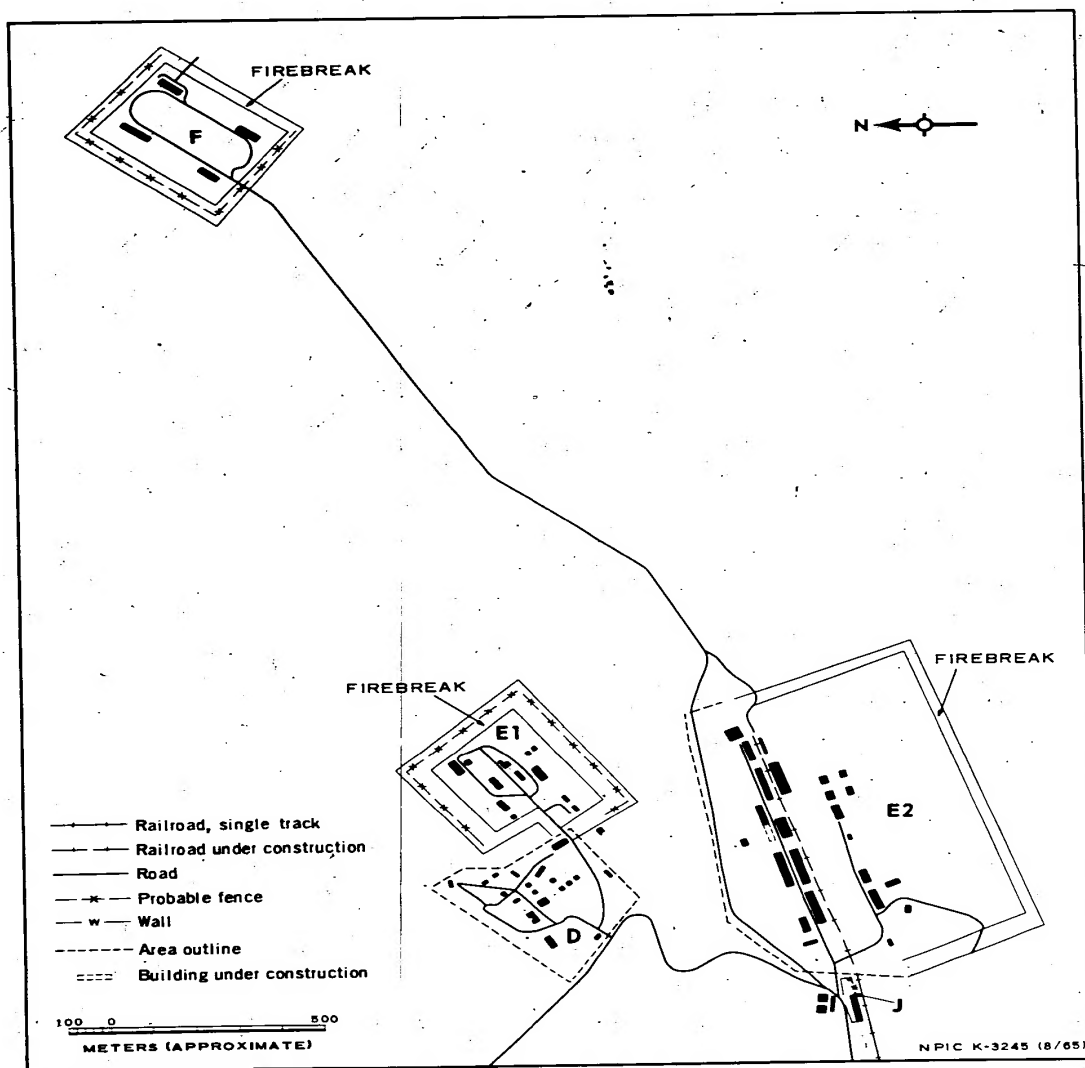 FIREBREAK
F
N
FIREBREAK
FIREBREAK
E1
E2
Railroad, single track
Railroad under construction
Road
Probable fence
W Wall
Area outline
Building under construction
D
I
J
100 0 500
METERS (APPROXIMATE)
NPIC K-3245 (8/65)